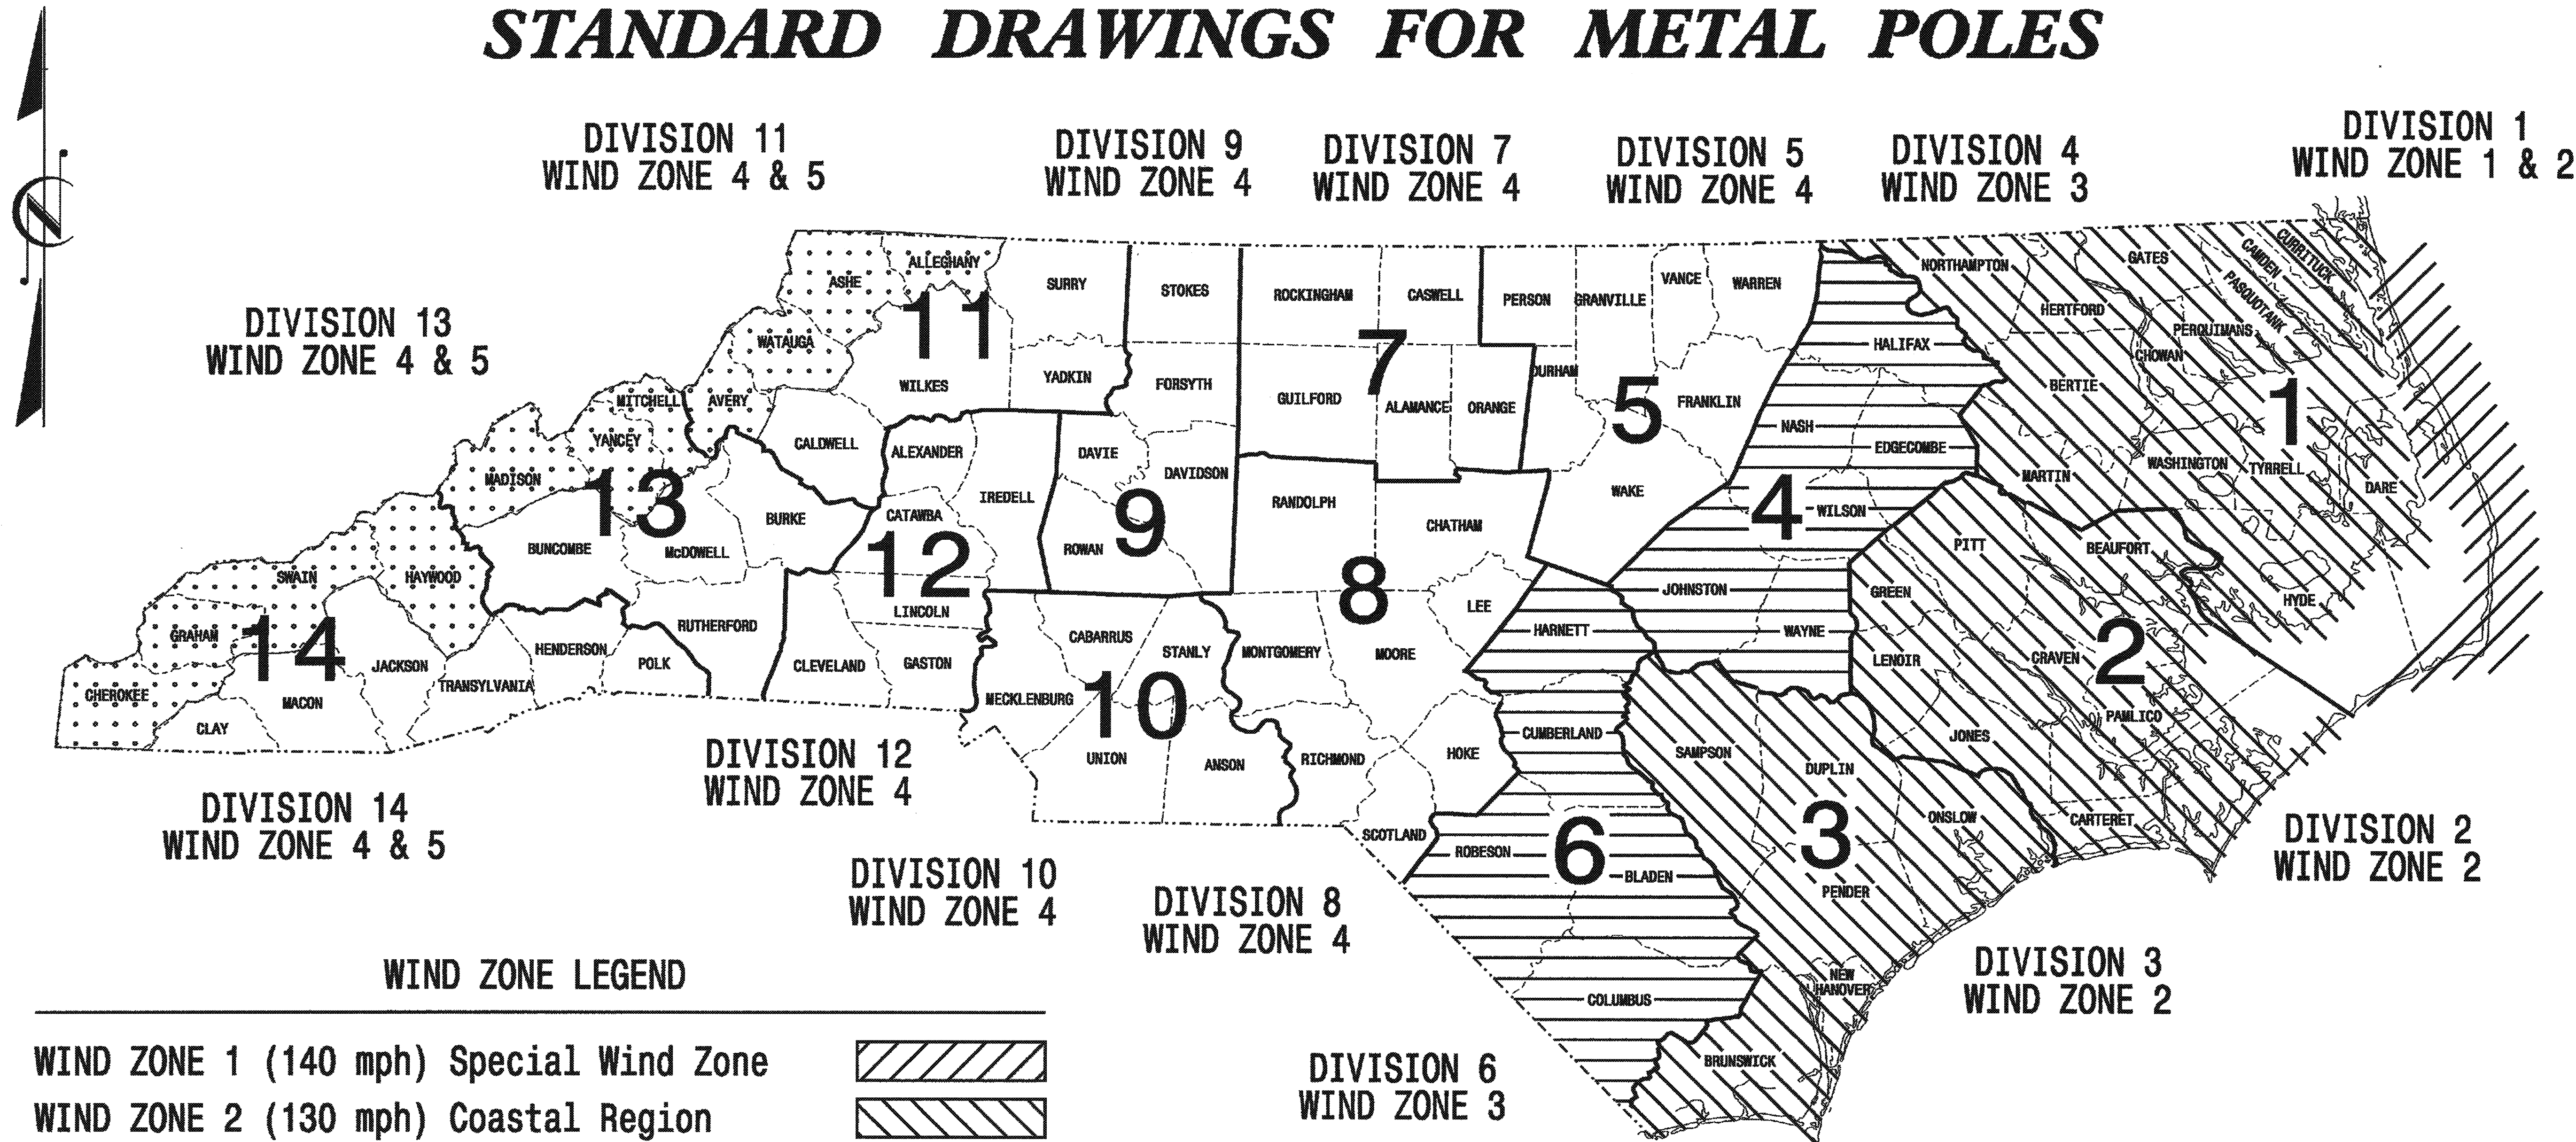 STANDARD DRAWINGS FOR METAL POLES
DIVISION 11
WIND ZONE 4 & 5
DIVISION 9
WIND ZONE 4
DIVISION 7
WIND ZONE 4
DIVISION 5
WIND ZONE 4
DIVISION 4
WIND ZONE 3
DIVISION 1
WIND ZONE 1 & 2
DIVISION 13
WIND ZONE 4 & 5
N
ASHE
ALLEGHANY
11
WATAUGA
WILKES
SURRY
YADKIN
AVERY
CALDWELL
STOKES
FORSYTH
DAVIE
DAVIDSON
9
ROWAN
ROCKINGHAM
CASWELL
7
GUILFORD
ALAMANCE
ORANGE
PERSON
GRANVILLE
VANCE
WARREN
DURHAM
5
FRANKLIN
WAKE
HALIFAX
NASH
EDGECOMBE
4
WILSON
JOHNSTON
WAYNE
NORTHAMPTON
GATES
CAMDEN
CURRITUCK
PASQUOTANK
HERTFORD
PERQUIMANS
CHOWAN
BERTIE
1
MARTIN
WASHINGTON
TYRRELL
DARE
HYDE
MITCHELL
YANCEY
MADISON
13
BUNCOMBE
McDOWELL
BURKE
RUTHERFORD
ALEXANDER
IREDELL
CATAWBA
12
LINCOLN
CLEVELAND
GASTON
RANDOLPH
CHATHAM
8
LEE
MONTGOMERY
MOORE
RICHMOND
HOKE
SCOTLAND
PITT
BEAUFORT
GREEN
LENOIR
CRAVEN
2
PAMLICO
JONES
CARTERET
SWAIN
HAYWOOD
GRAHAM
14
JACKSON
CHEROKEE
MACON
CLAY
TRANSYLVANIA
HENDERSON
POLK
CABARRUS
STANLY
MECKLENBURG
10
UNION
ANSON
HARNETT
CUMBERLAND
6
ROBESON
BLADEN
COLUMBUS
SAMPSON
DUPLIN
3
ONSLOW
PENDER
NEW
HANOVER
BRUNSWICK
DIVISION 12
WIND ZONE 4
DIVISION 14
WIND ZONE 4 & 5
DIVISION 10
WIND ZONE 4
DIVISION 8
WIND ZONE 4
DIVISION 2
WIND ZONE 2
DIVISION 3
WIND ZONE 2
DIVISION 6
WIND ZONE 3
WIND ZONE LEGEND
WIND ZONE 1 (140 mph) Special Wind Zone
WIND ZONE 2 (130 mph) Coastal Region